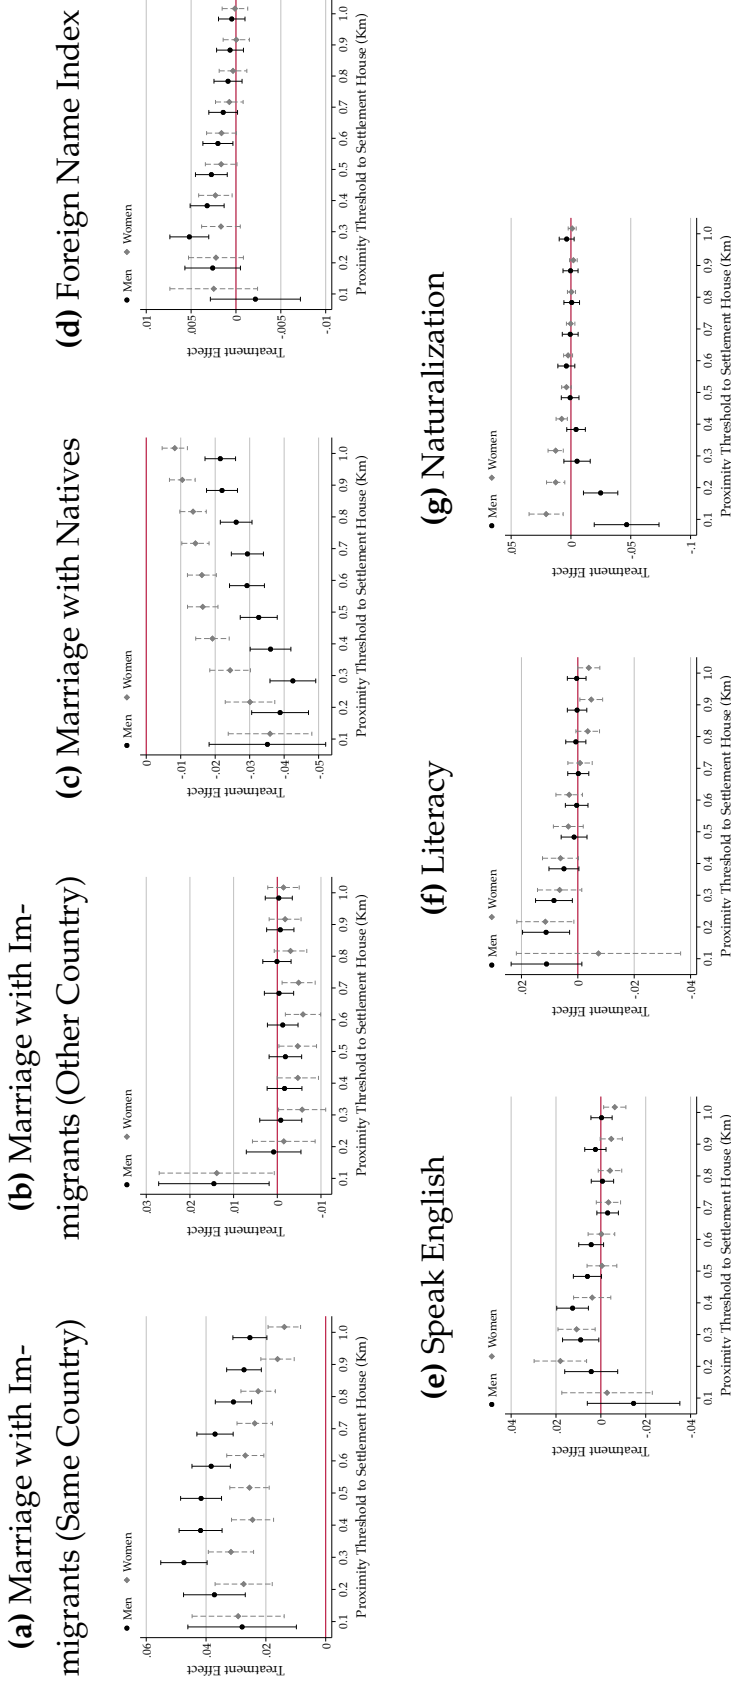 (a) Marriage with Im-
migrants (Same Country)
Men Women
.06
.04
.02
0
Treatment Effect
0.1 0.2 0.3 0.4 0.5 0.6 0.7 0.8 0.9 1.0
Proximity Threshold to Settlement House (Km)
(b) Marriage with Im-
migrants (Other Country)
Men Women
.03
.02
.01
0
-.01
Treatment Effect
0.1 0.2 0.3 0.4 0.5 0.6 0.7 0.8 0.9 1.0
Proximity Threshold to Settlement House (Km)
(c) Marriage with Natives
Men Women
0
-.01
-.02
-.03
-.04
-.05
Treatment Effect
0.1 0.2 0.3 0.4 0.5 0.6 0.7 0.8 0.9 1.0
Proximity Threshold to Settlement House (Km)
(d) Foreign Name Index
Men Women
.01
.005
0
-.005
-.01
Treatment Effect
0.1 0.2 0.3 0.4 0.5 0.6 0.7 0.8 0.9 1.0
Proximity Threshold to Settlement House (Km)
(e) Speak English
Men Women
.04
.02
0
-.02
-.04
Treatment Effect
0.1 0.2 0.3 0.4 0.5 0.6 0.7 0.8 0.9 1.0
Proximity Threshold to Settlement House (Km)
(f) Literacy
Men Women
.02
0
-.02
-.04
Treatment Effect
0.1 0.2 0.3 0.4 0.5 0.6 0.7 0.8 0.9 1.0
Proximity Threshold to Settlement House (Km)
(g) Naturalization
Men Women
.05
0
-.05
-.1
Treatment Effect
0.1 0.2 0.3 0.4 0.5 0.6 0.7 0.8 0.9 1.0
Proximity Threshold to Settlement House (Km)